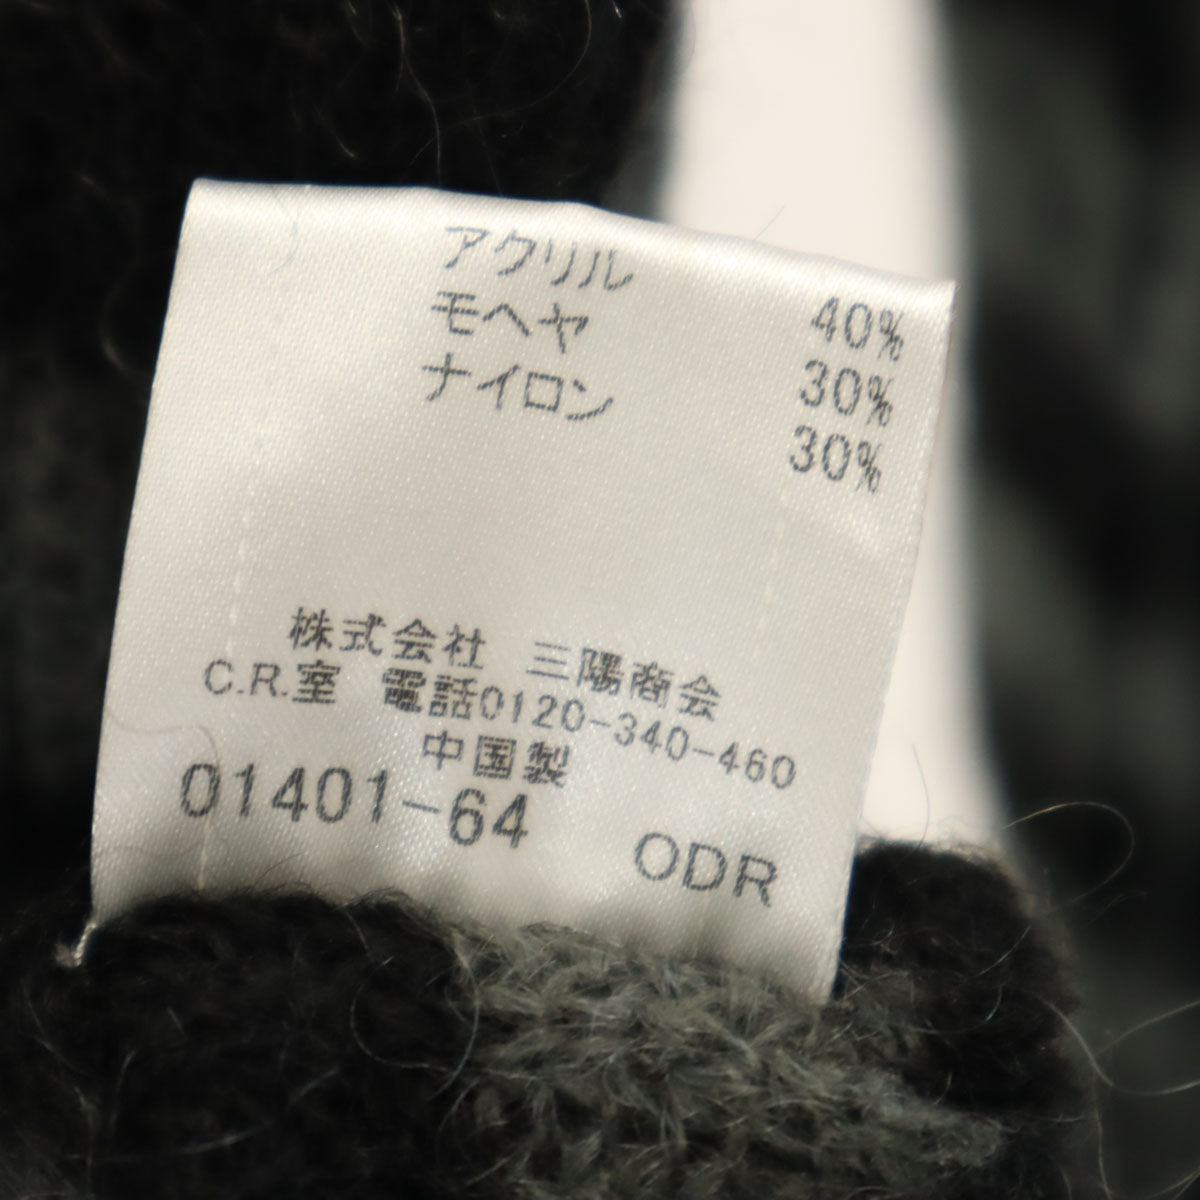 アクリル 40%
モヘヤ 30%
ナイロン 30%
株式会社 三陽商会
C.R.室 電話0120-340-460
中国製
01401-64 ODR